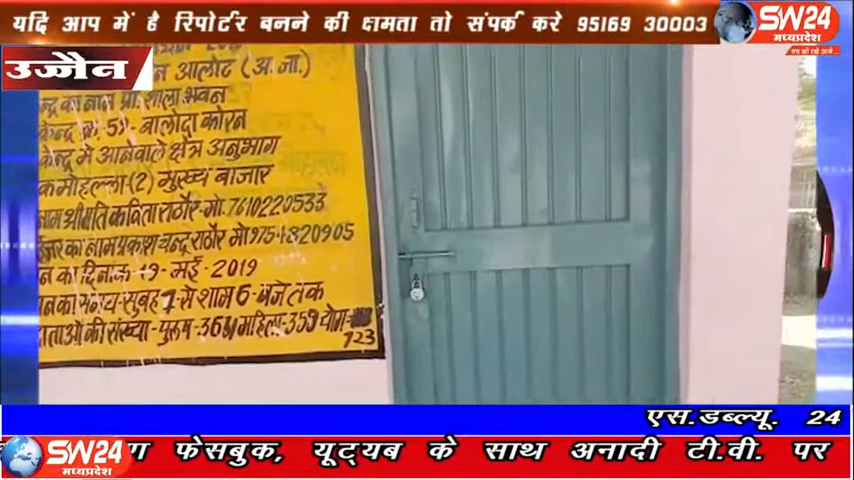 यदि आप में है रिपोर्टर बनने की क्षमता तो संपर्क करे 95169 30003
SW24
मध्यप्रदेश
उज्जैन
आलोट (अ.जा.)
का नाम प्रा. शाला भवन
केन्द्र क्र. 51- बालोदा कोरन
केन्द्र मे आनेवाले क्षेत्र अनुभाग
(2) मुख्य बाजार
नाम श्रीमति कविता राठौर- मो. 7610220533
का नाम प्रकाश चन्द्र राठौर मो 9754820905
का दिनांक -19- मई - 2019
सुबह 7 से शाम 6 - बजे तक
की संख्या - पुरुष - 364 महिला - 359 योग -
723
एस.डब्ल्यू. 24
SW24
मध्यप्रदेश
फेसबुक, यूट्यब के साथ अनादी टी.वी. पर